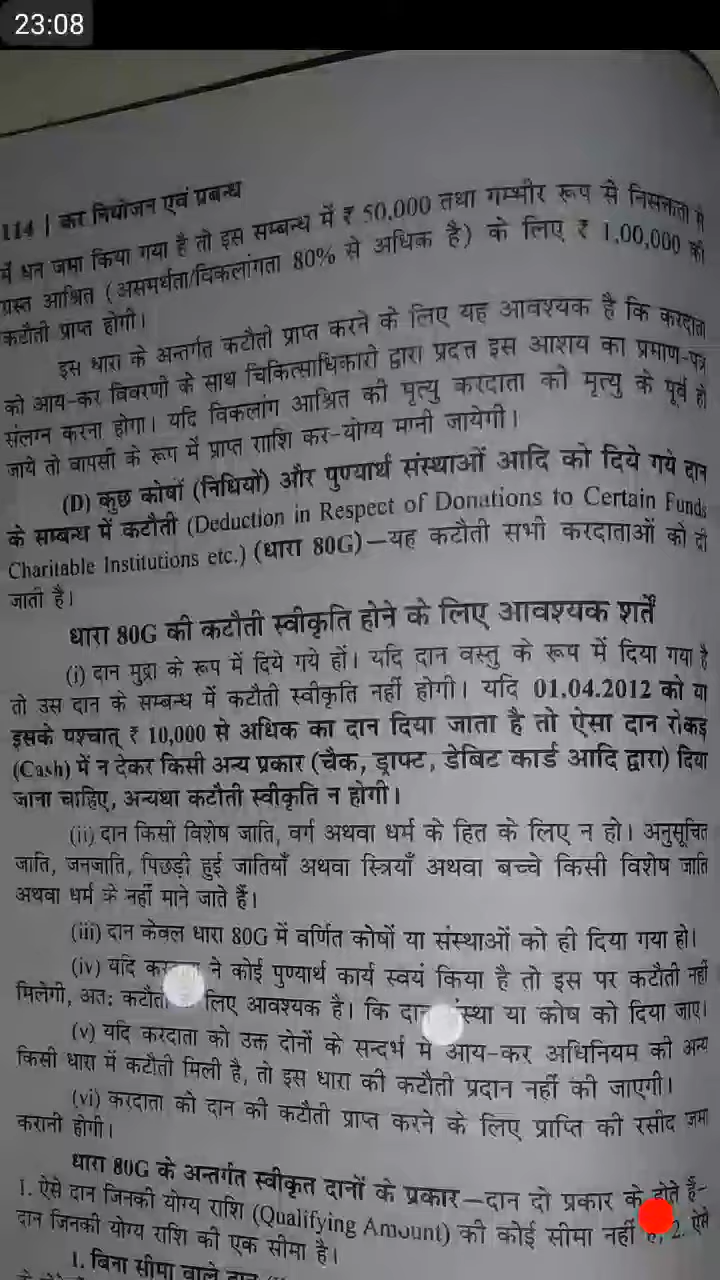 23:08
114 | कर नियोजन एवं प्रबन्ध
में धन जमा किया गया है तो इस सम्बन्ध में ₹ 50,000 तथा गम्भीर रूप से
ग्रस्त आश्रित (असमर्थता/विकलांगता 80% से अधिक है) के लिए ₹ 1,00,000 की
कटौती प्राप्त होगी।
इस धारा के अन्तर्गत कटौती प्राप्त करने के लिए यह आवश्यक है कि करदाता
को आय-कर विवरणी के साथ चिकित्साधिकारी द्वारा प्रदत्त इस आशय का प्रमाण-पत्र
संलग्न करना होगा। यदि विकलांग आश्रित की मृत्यु करदाता की मृत्यु के पूर्व हो
जाये तो वापसी के रूप में प्राप्त राशि कर-योग्य मानी जायेगी।
(D) कुछ कोषों (निधियों) और पुण्यार्थ संस्थाओं आदि को दिये गये दान
के सम्बन्ध में कटौती (Deduction in Respect of Donations to Certain Funds
Charitable Institutions etc.) (धारा 80G)—यह कटौती सभी करदाताओं को दी
जाती है।
धारा 80G की कटौती स्वीकृति होने के लिए आवश्यक शर्तें
(i) दान मुद्रा के रूप में दिये गये हों। यदि दान वस्तु के रूप में दिया गया है
तो उस दान के सम्बन्ध में कटौती स्वीकृति नहीं होगी। यदि 01.04.2012 को या
इसके पश्चात् ₹ 10,000 से अधिक का दान दिया जाता है तो ऐसा दान रोकड़
(Cash) में न देकर किसी अन्य प्रकार (चैक, ड्राफ्ट, डेबिट कार्ड आदि द्वारा) दिया
जाना चाहिए, अन्यथा कटौती स्वीकृति न होगी।
(ii) दान किसी विशेष जाति, वर्ग अथवा धर्म के हित के लिए न हो। अनुसूचित
जाति, जनजाति, पिछड़ी हुई जातियाँ अथवा स्त्रियाँ अथवा बच्चे किसी विशेष जाति
अथवा धर्म के नहीं माने जाते हैं।
(iii) दान केवल धारा 80G में वर्णित कोषों या संस्थाओं को ही दिया गया हो।
(iv) यदि ने कोई पुण्यार्थ कार्य स्वयं किया है तो इस पर कटौती नहीं
मिलेगी, अतः लिए आवश्यक है। कि या कोष को दिया जाए।
(v) यदि करदाता को उक्त दोनों के सन्दर्भ में आय-कर अधिनियम की अन्य
किसी धारा में कटौती मिली है, तो इस धारा की कटौती प्रदान नहीं की जाएगी।
(vi) करदाता को दान की कटौती प्राप्त करने के लिए प्राप्ति की रसीद जमा
करानी होगी।
धारा 80G के अन्तर्गत स्वीकृत दानों के प्रकार—दान दो प्रकार के होते हैं-
1. ऐसे दान जिनकी योग्य राशि (Qualifying Amount) की कोई सीमा नहीं 2. ऐसे
दान जिनकी योग्य राशि की एक सीमा है।
1. बिना सीमा वाले दान